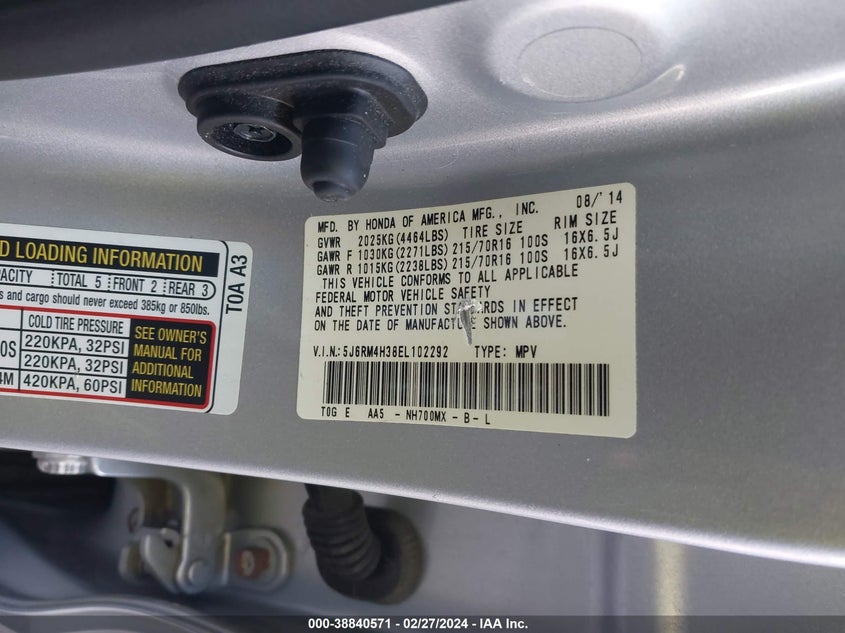 D LOADING INFORMATION
PACITY TOTAL 5 FRONT 2 REAR 3
s and cargo should never exceed 385kg or 850lbs.
COLD TIRE PRESSURE
0S 220KPA, 32PSI
220KPA, 32PSI
4M 420KPA, 60PSI
SEE OWNER'S
MANUAL FOR
ADDITIONAL
INFORMATION
T0A A3
MFD. BY HONDA OF AMERICA MFG., INC. 08/'14
GVWR 2025KG(4464LBS) TIRE SIZE RIM SIZE
GAWR F 1030KG(2271LBS) 215/70R16 100S 16X6.5J
GAWR R 1015KG(2238LBS) 215/70R16 100S 16X6.5J
THIS VEHICLE CONFORMS TO ALL APPLICABLE
FEDERAL MOTOR VEHICLE SAFETY
AND THEFT PREVENTION STANDARDS IN EFFECT
ON THE DATE OF MANUFACTURE SHOWN ABOVE.
V.I.N.: 5J6RM4H38EL102292 TYPE: MPV
T0G E AA5 - NH700MX - B - L
000-38840571 - 02/27/2024 - IAA Inc.